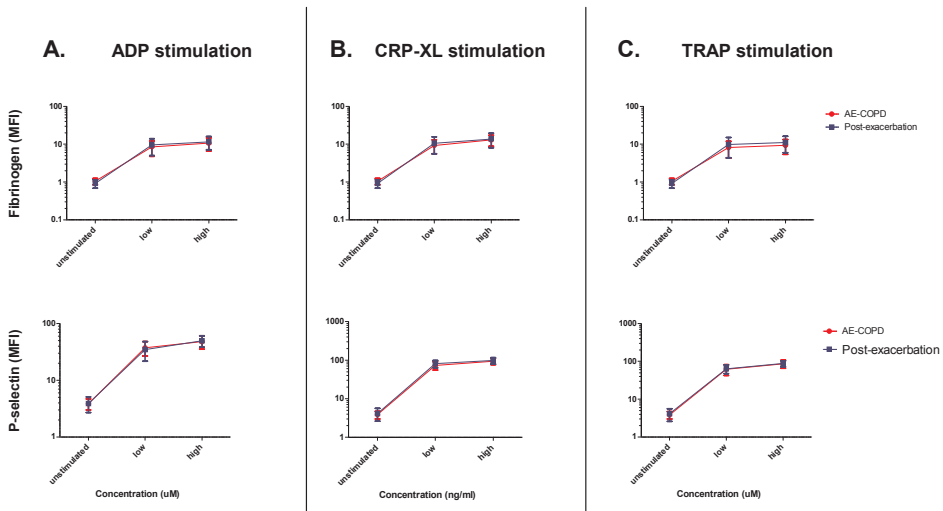 A. ADP stimulation
B. CRP-XL stimulation
C. TRAP stimulation
Fibrinogen (MFI)
100
10
1
0.1
unstimulated
low
high
100
10
1
0.1
unstimulated
low
high
100
10
1
0.1
unstimulated
low
high
AE-COPD
Post-exacerbation
P-selectin (MFI)
100
10
1
unstimulated
low
high
Concentration (uM)
1000
100
10
1
unstimulated
low
high
Concentration (ng/ml)
1000
100
10
1
unstimulated
low
high
Concentration (uM)
AE-COPD
Post-exacerbation